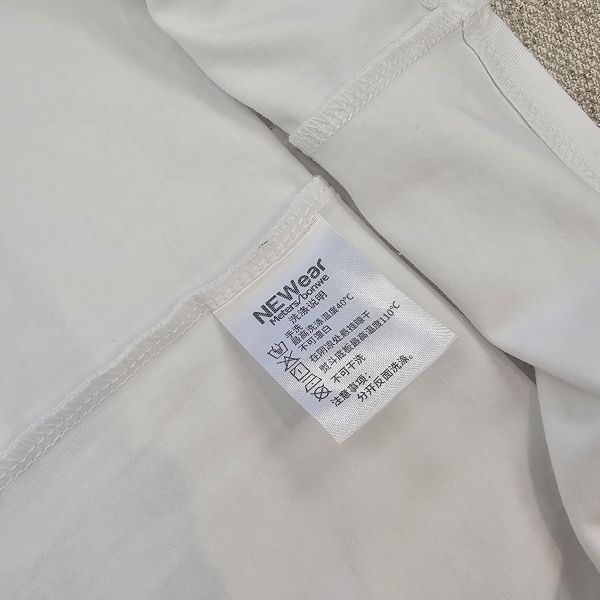 NEWear
Meters/bonwe
洗涤说明
手洗
最高洗涤温度40℃
不可漂白
在阴凉处悬挂晾干
熨斗底板最高温度110℃
不可干洗
注意事项:
分开反面洗涤。